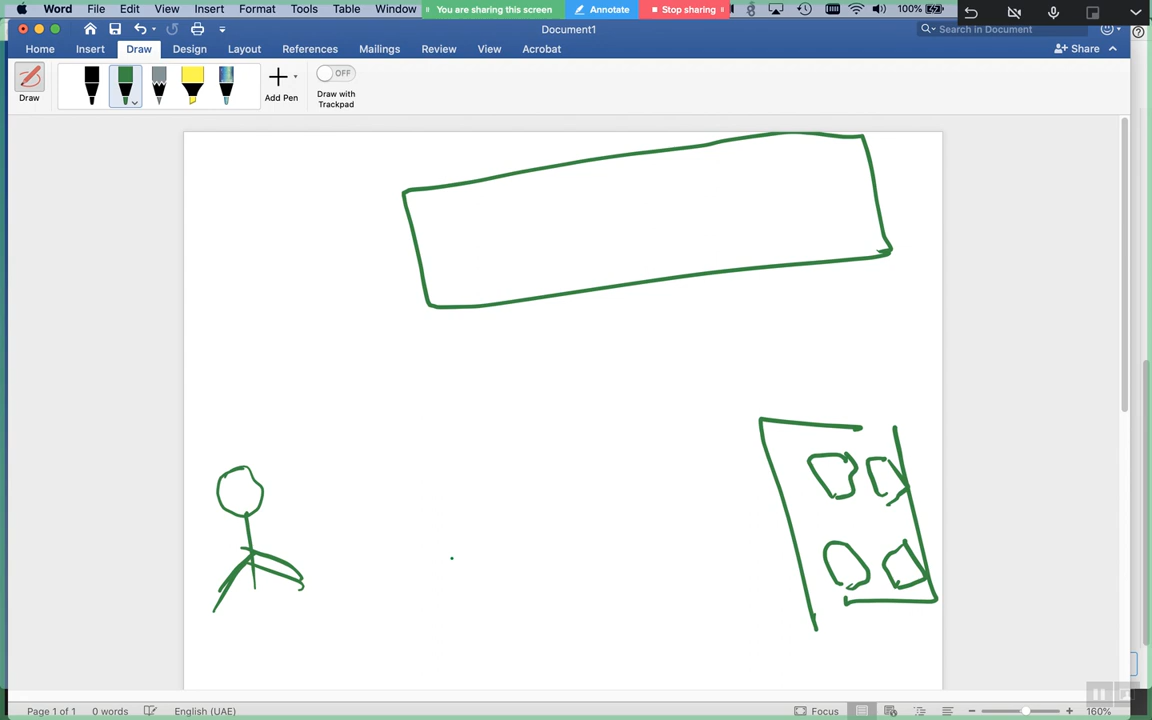 Word File Edit View Insert Format Tools Table Window You are sharing this screen Annotate Stop sharing 100%
Document1 Search in Document
Home Insert Draw Design Layout References Mailings Review View Acrobat Share
OFF
Draw Add Pen Draw with
Trackpad
Page 1 of 1 0 words English (UAE) Focus 160%